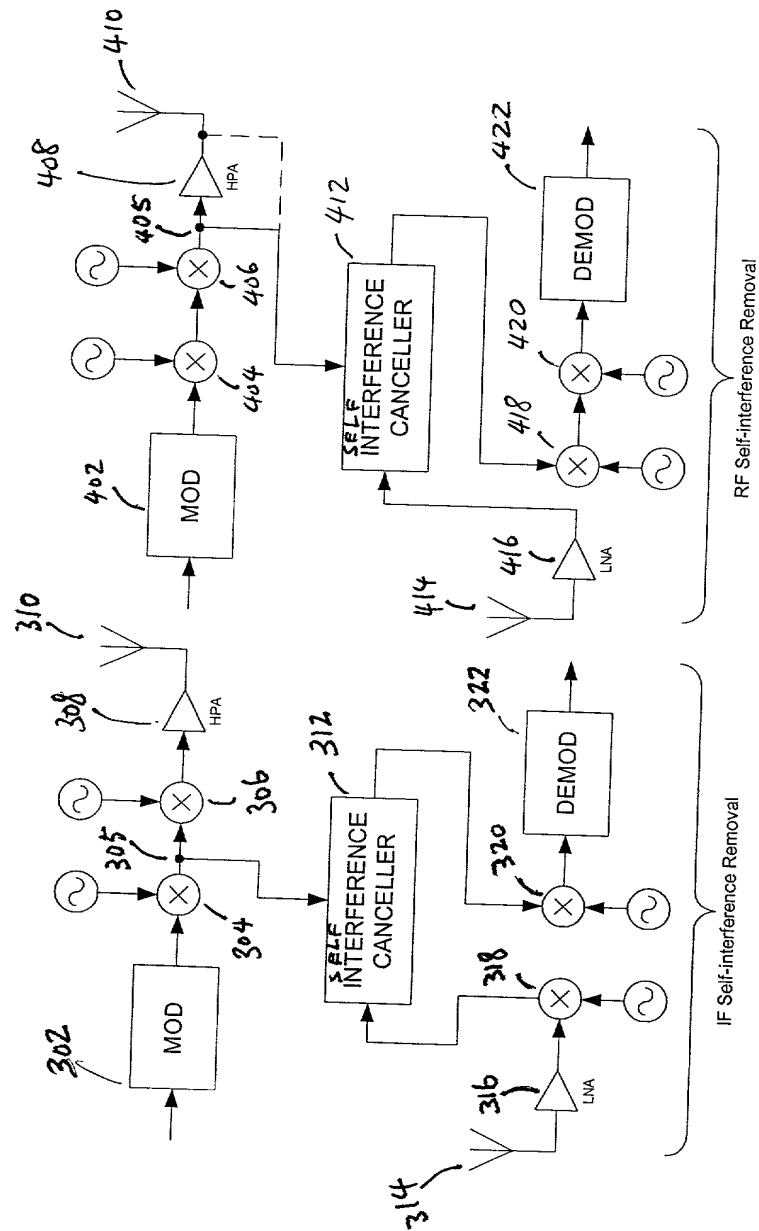 302
MOD
304
305
306
308
HPA
310
312
SELF
INTERFERENCE
CANCELLER
314
316
LNA
318
320
322
DEMOD
IF Self-interference Removal
402
MOD
404
405
406
408
HPA
410
412
SELF
INTERFERENCE
CANCELLER
414
416
LNA
418
420
422
DEMOD
RF Self-interference Removal